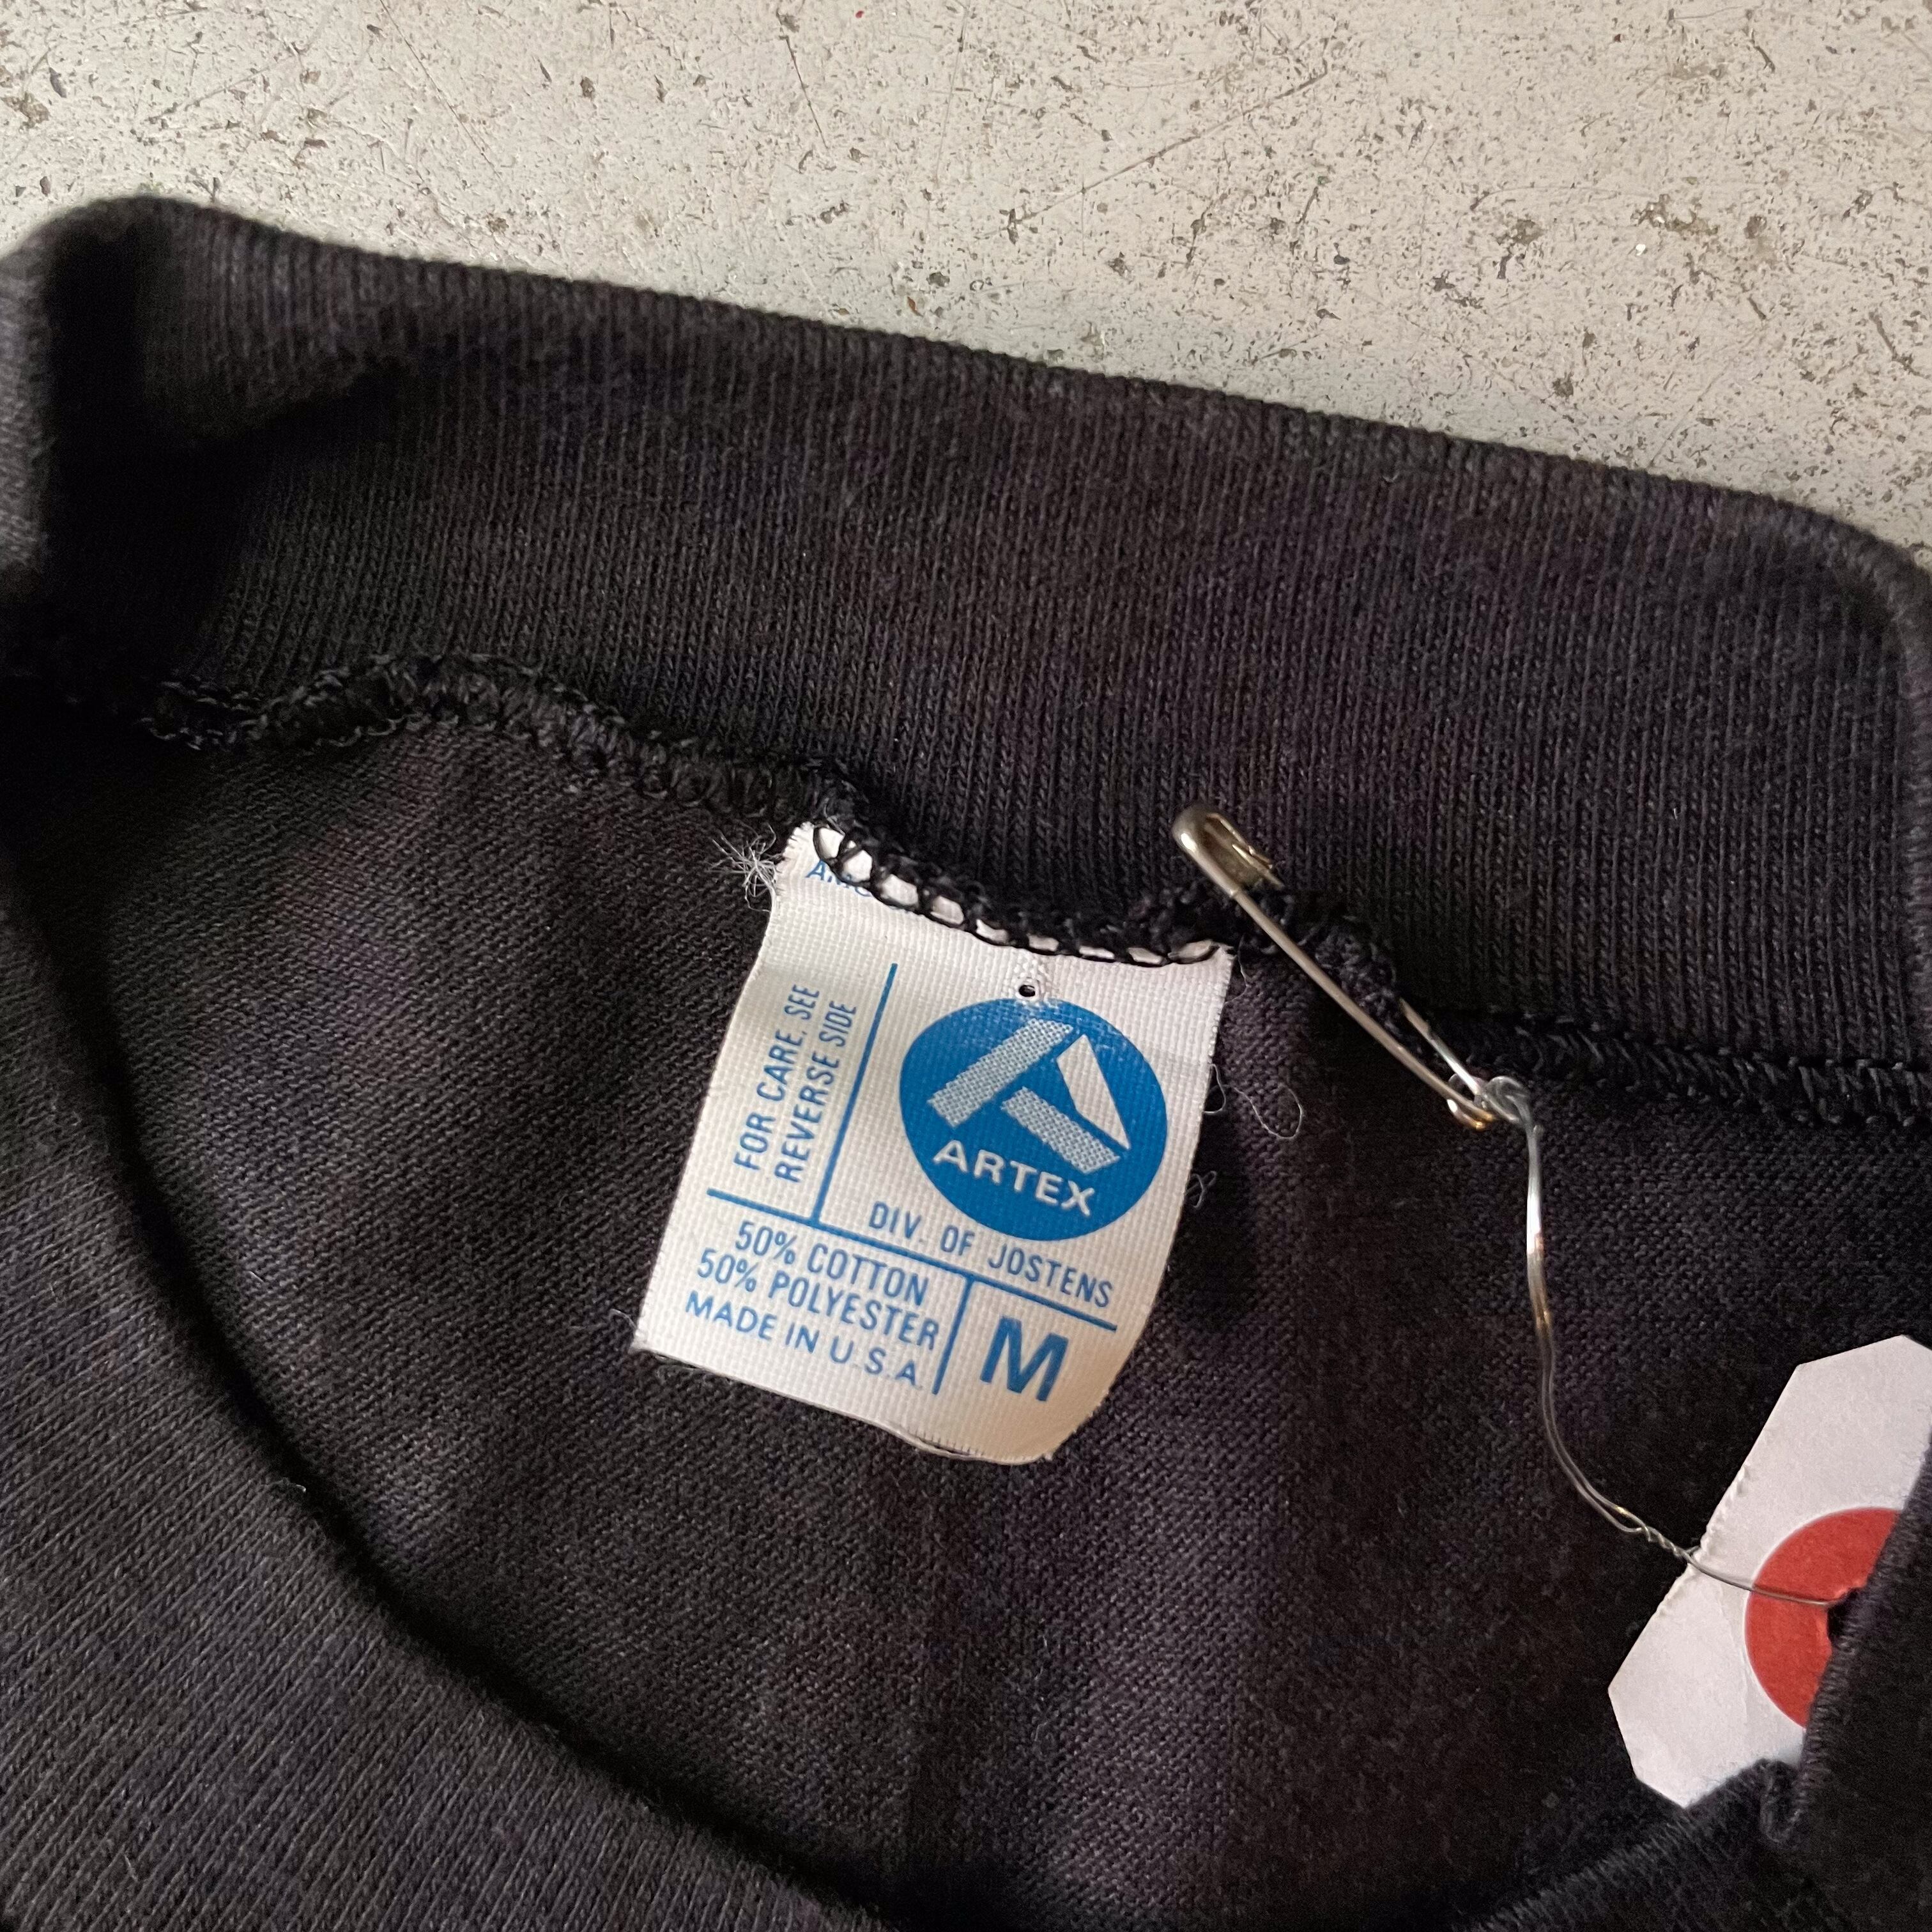 FOR CARE, SEE
REVERSE SIDE
ARTEX
DIV. OF JOSTENS
50% COTTON
50% POLYESTER
MADE IN U.S.A.
M